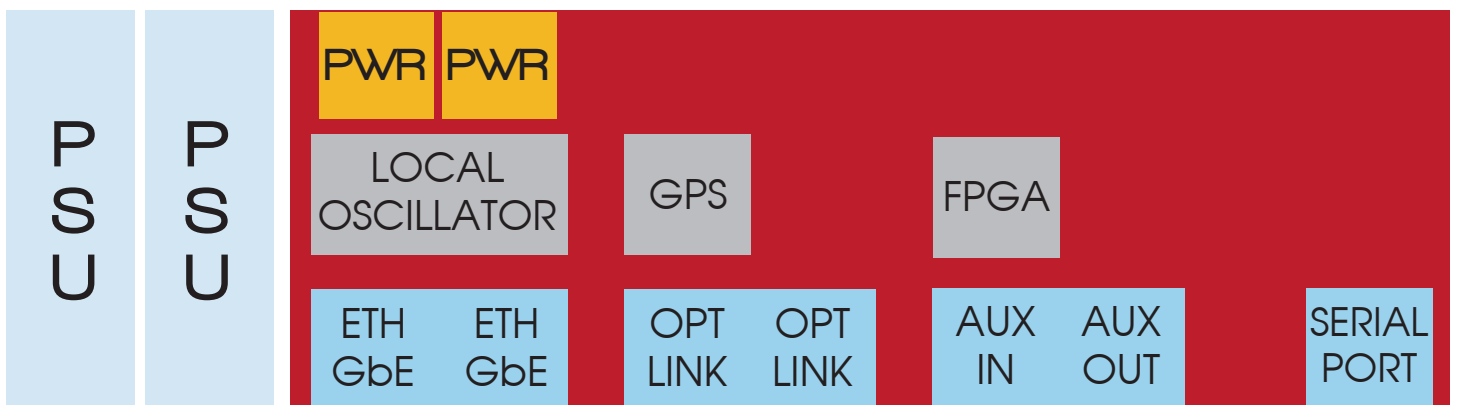 P
S
U
P
S
U
PWR PWR
LOCAL
OSCILLATOR
GPS
FPGA
ETH
GbE
ETH
GbE
OPT
LINK
OPT
LINK
AUX
IN
AUX
OUT
SERIAL
PORT